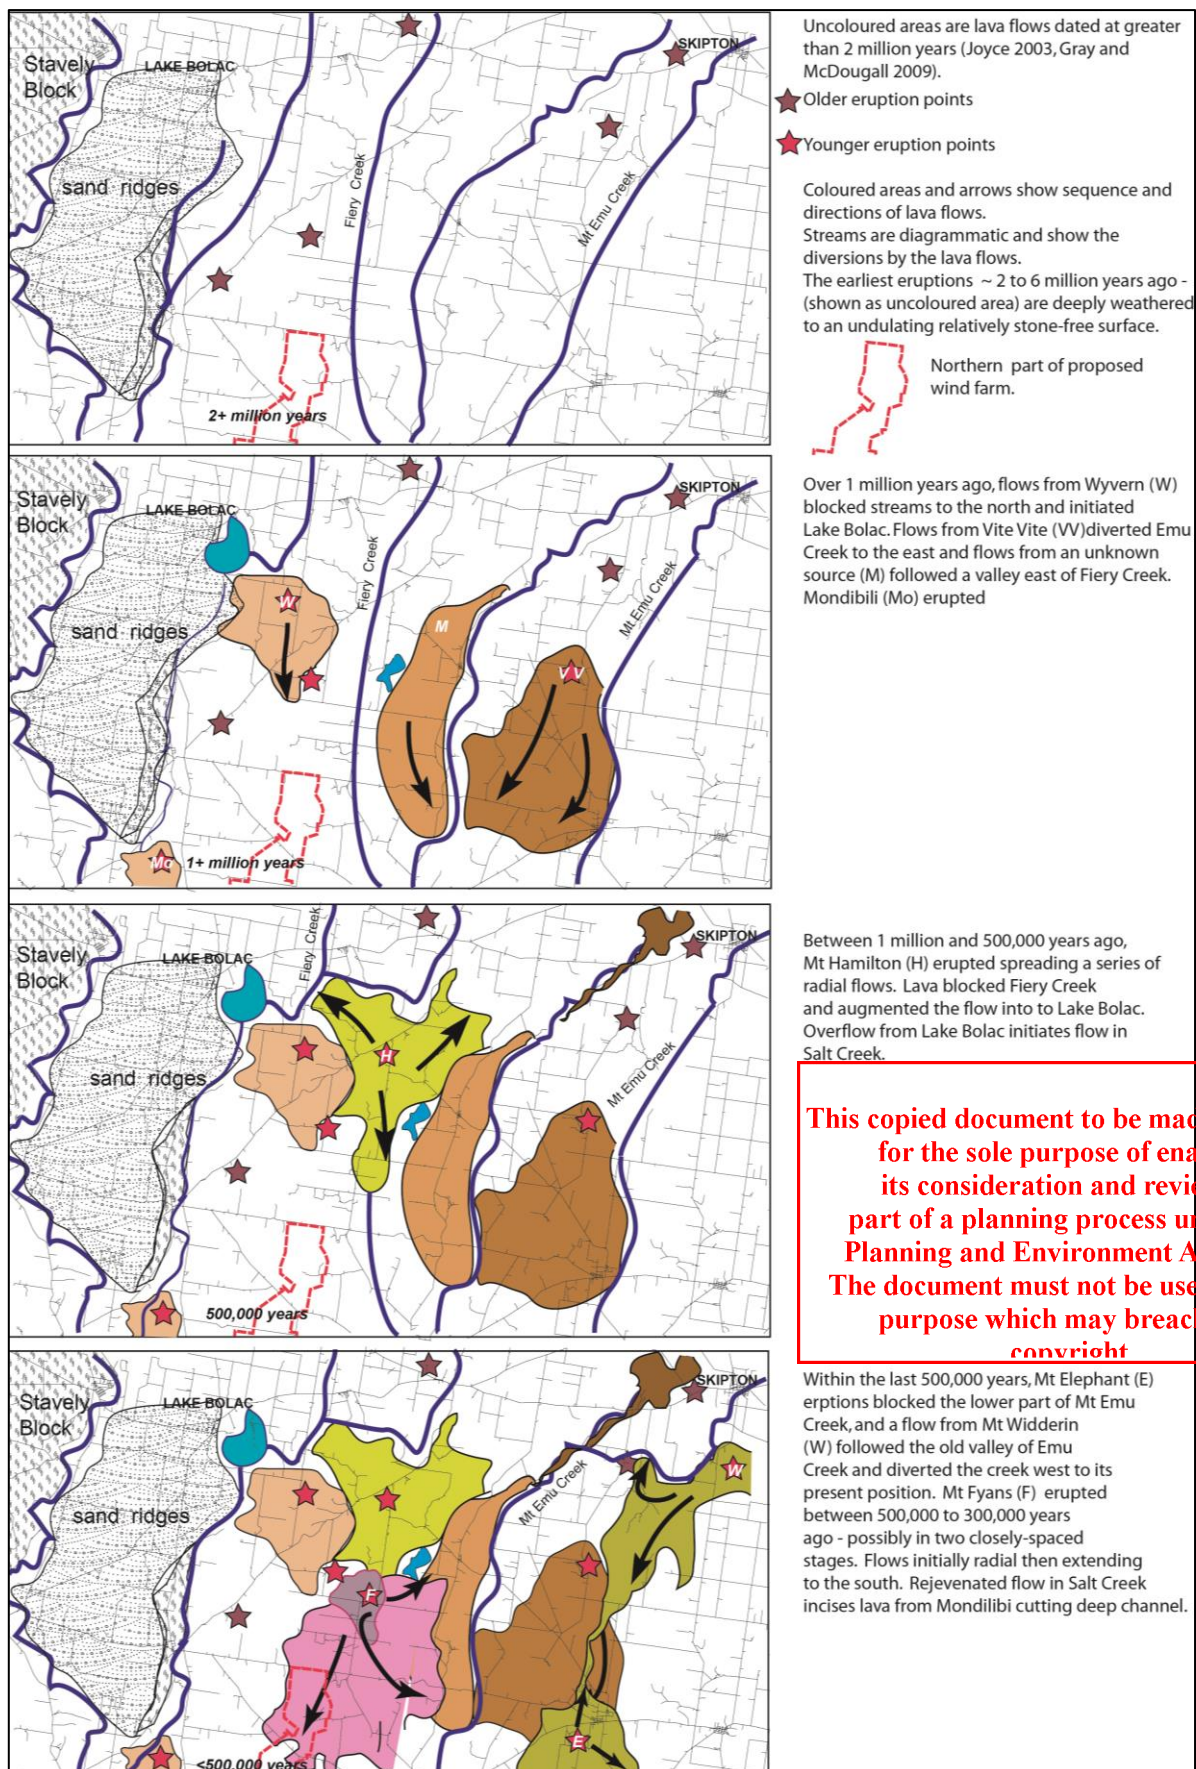 Stavely
Block
LAKE BOLAC
SKIPTON
sand ridges
Fiery Creek
Mt Emu Creek
2+ million years
Uncoloured areas are lava flows dated at greater
than 2 million years (Joyce 2003, Gray and
McDougall 2009).
Older eruption points
Younger eruption points
Coloured areas and arrows show sequence and
directions of lava flows.
Streams are diagrammatic and show the
diversions by the lava flows.
The earliest eruptions ~ 2 to 6 million years ago -
(shown as uncoloured area) are deeply weathered
to an undulating relatively stone-free surface.
Northern part of proposed
wind farm.
Stavely
Block
LAKE BOLAC
SKIPTON
sand ridges
Fiery Creek
Mt Emu Creek
W
M
VV
Mo
1+ million years
Over 1 million years ago, flows from Wyvern (W)
blocked streams to the north and initiated
Lake Bolac. Flows from Vite Vite (VV)diverted Emu
Creek to the east and flows from an unknown
source (M) followed a valley east of Fiery Creek.
Mondibili (Mo) erupted
Stavely
Block
LAKE BOLAC
SKIPTON
sand ridges
Fiery Creek
Mt Emu Creek
H
500,000 years
Between 1 million and 500,000 years ago,
Mt Hamilton (H) erupted spreading a series of
radial flows. Lava blocked Fiery Creek
and augmented the flow into to Lake Bolac.
Overflow from Lake Bolac initiates flow in
Salt Creek.
This copied document to be mad
for the sole purpose of ena
its consideration and revi
part of a planning process u
Planning and Environment A
The document must not be use
purpose which may breac
copyright
Stavely
Block
LAKE BOLAC
SKIPTON
sand ridges
Mt Emu Creek
W
F
E
<500,000 years
Within the last 500,000 years, Mt Elephant (E)
erptions blocked the lower part of Mt Emu
Creek, and a flow from Mt Widderin
(W) followed the old valley of Emu
Creek and diverted the creek west to its
present position. Mt Fyans (F) erupted
between 500,000 to 300,000 years
ago - possibly in two closely-spaced
stages. Flows initially radial then extending
to the south. Rejevenated flow in Salt Creek
incises lava from Mondilibi cutting deep channel.